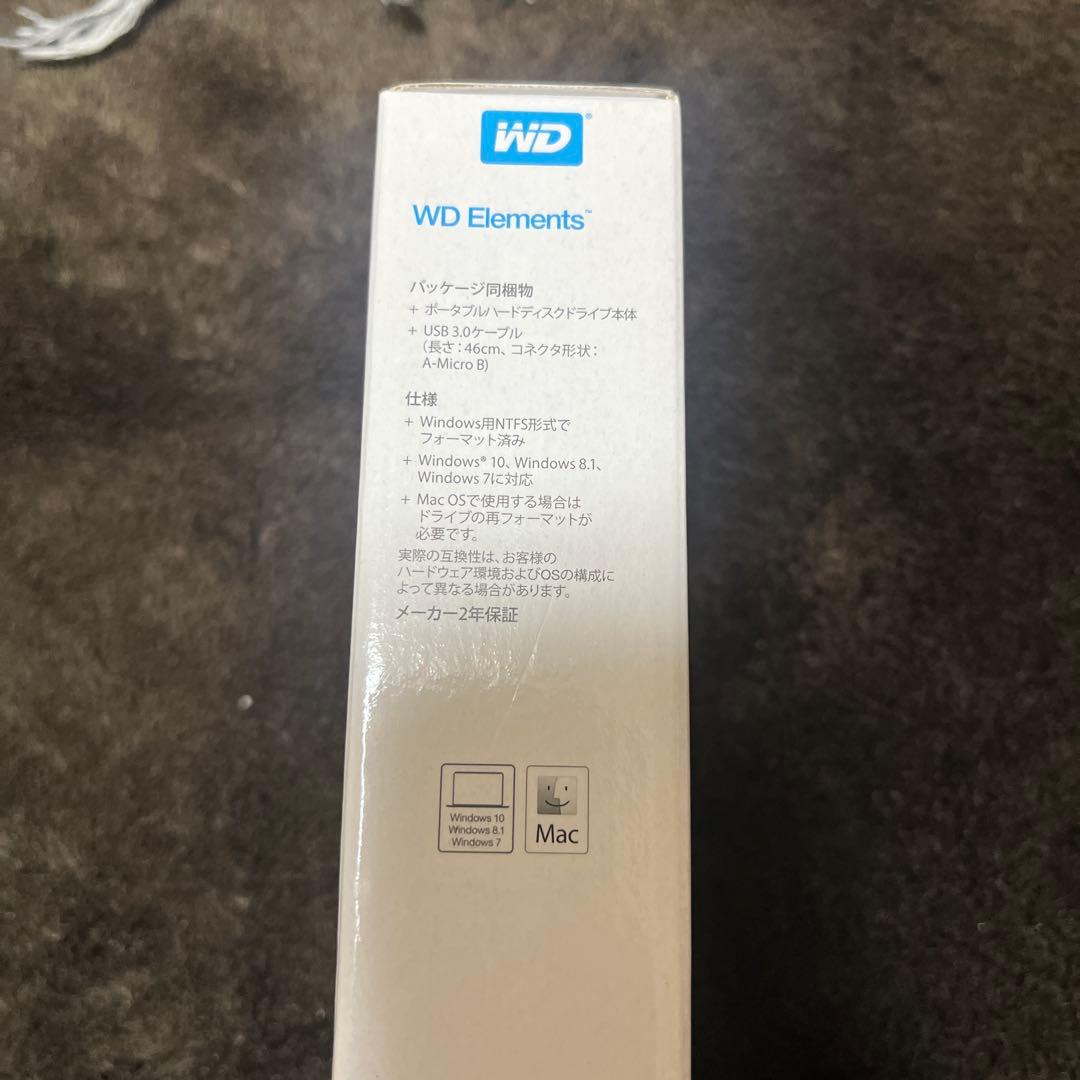 WD®
WD Elements™
パッケージ同梱物
+ ポータブルハードディスクドライブ本体
+ USB 3.0ケーブル
（長さ：46cm、コネクタ形状：
A-Micro B)
仕様
+ Windows用NTFS形式で
フォーマット済み
+ Windows® 10、Windows 8.1、
Windows 7に対応
+ Mac OSで使用する場合は
ドライブの再フォーマットが
必要です。
実際の互換性は、お客様の
ハードウェア環境およびOSの構成に
よって異なる場合があります。
メーカー2年保証
Windows 10
Windows 8.1
Windows 7
Mac